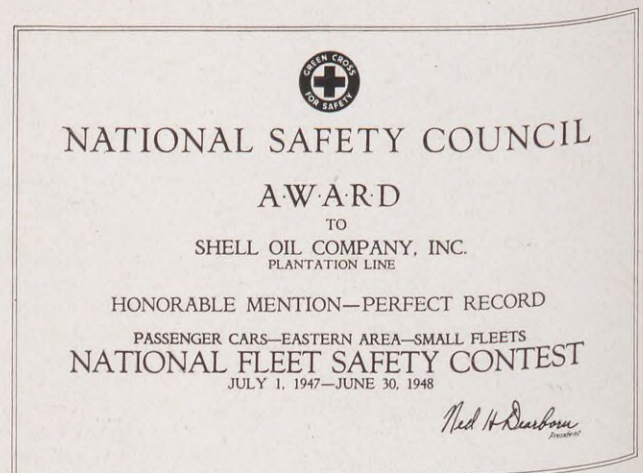 GREEN CROSS
FOR SAFETY
NATIONAL SAFETY COUNCIL
A·W·A·R·D
TO
SHELL OIL COMPANY, INC.
PLANTATION LINE
HONORABLE MENTION—PERFECT RECORD
PASSENGER CARS—EASTERN AREA—SMALL FLEETS
NATIONAL FLEET SAFETY CONTEST
JULY 1, 1947—JUNE 30, 1948
Ned H Dearborn
President